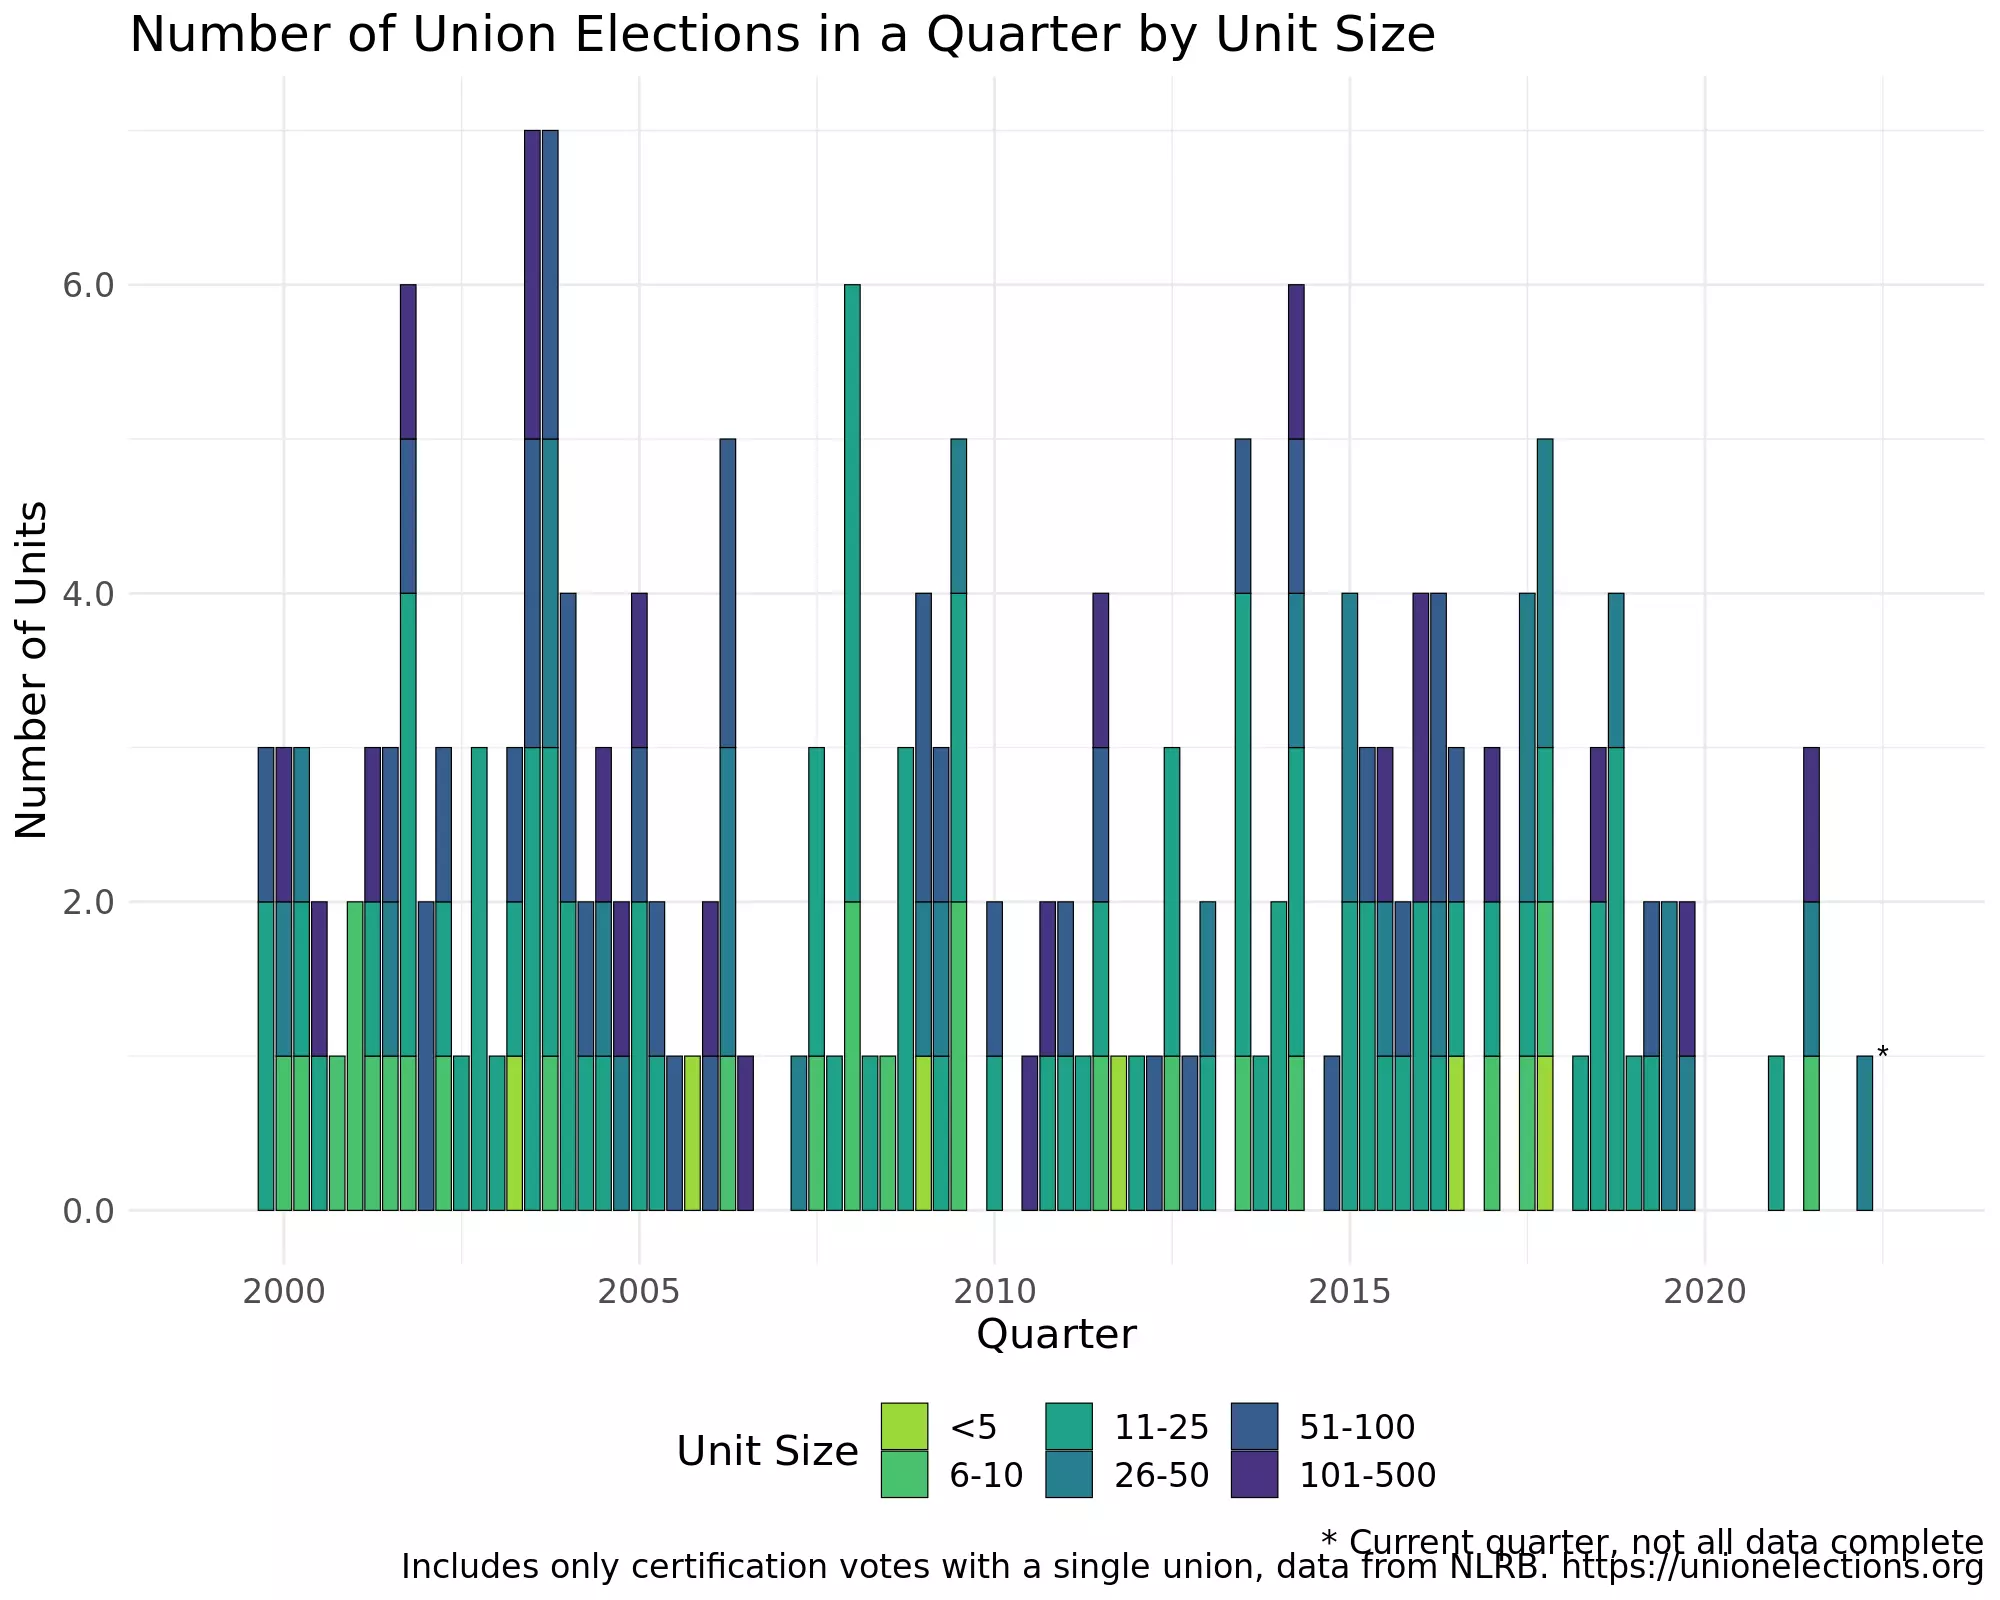 Number of Union Elections in a Quarter by Unit Size
Number of Units
6.0
4.0
2.0
0.0
*
2000 2005 2010 2015 2020
Quarter
Unit Size
<5 11-25 51-100
6-10 26-50 101-500
* Current quarter, not all data complete
Includes only certification votes with a single union, data from NLRB. https://unionelections.org